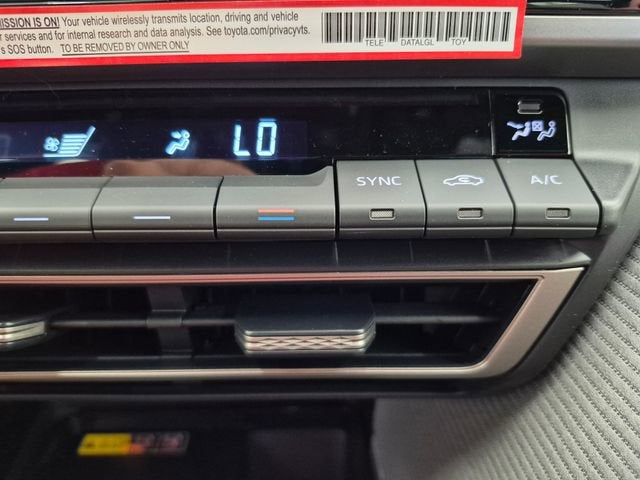 MISSION IS ON! Your vehicle wirelessly transmits location, driving and vehicle
services and for internal research and data analysis. See toyota.com/privacyvts.
's SOS button. TO BE REMOVED BY OWNER ONLY
TELE DATALGL TOY
LO
SYNC
A/C